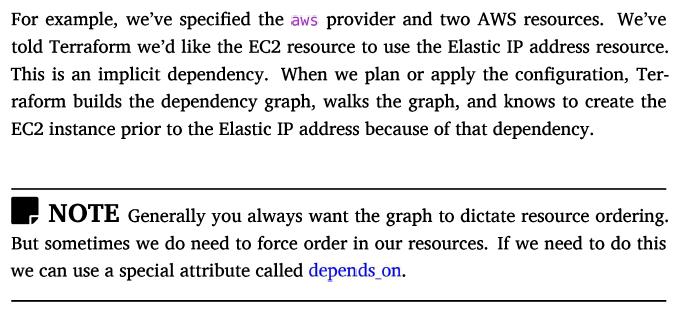 For example, we’ve specified the aws provider and two AWS resources. We’ve
told Terraform we’d like the EC2 resource to use the Elastic IP address resource.
This is an implicit dependency. When we plan or apply the configuration, Ter-
raform builds the dependency graph, walks the graph, and knows to create the
EC2 instance prior to the Elastic IP address because of that dependency.
NOTE Generally you always want the graph to dictate resource ordering.
But sometimes we do need to force order in our resources. If we need to do this
we can use a special attribute called depends_on.